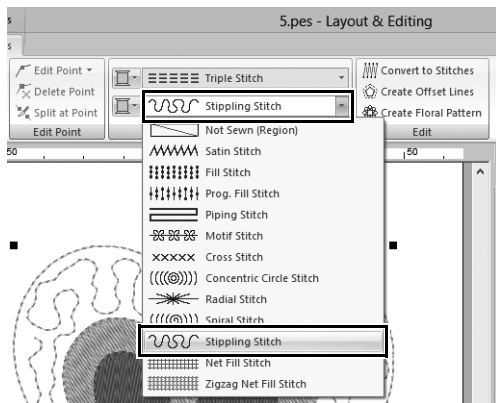 s
5.pes - Layout & Editing
s
Edit Point
Delete Point
Split at Point
Edit Point
Triple Stitch
Stippling Stitch
Convert to Stitches
Create Offset Lines
Create Floral Pattern
Edit
50
50
Not Sewn (Region)
Satin Stitch
Fill Stitch
Prog. Fill Stitch
Piping Stitch
Motif Stitch
Cross Stitch
Concentric Circle Stitch
Radial Stitch
Spiral Stitch
Stippling Stitch
Net Fill Stitch
Zigzag Net Fill Stitch